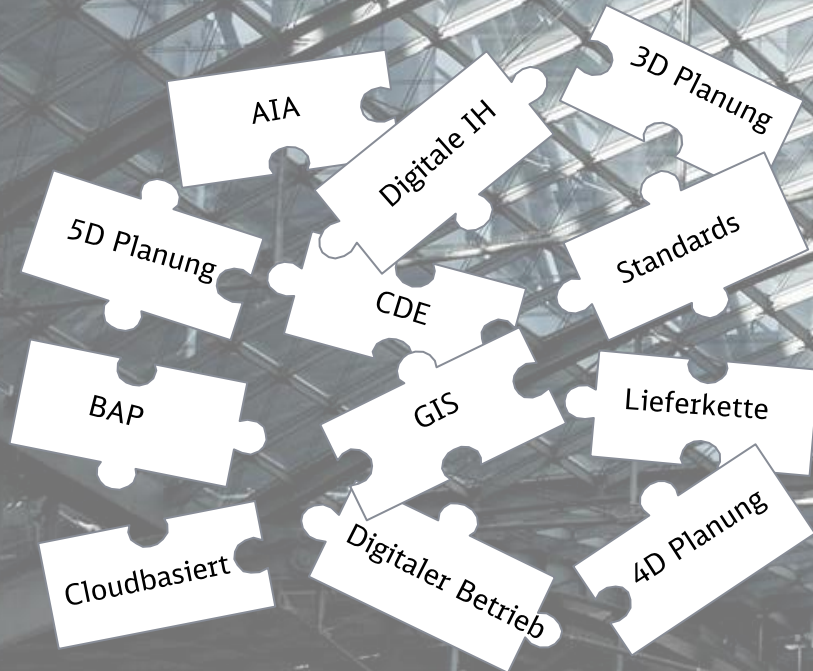 AIA
Digitale IH
3D Planung
5D Planung
CDE
Standards
BAP
GIS
Lieferkette
Cloudbasiert
Digitaler Betrieb
4D Planung